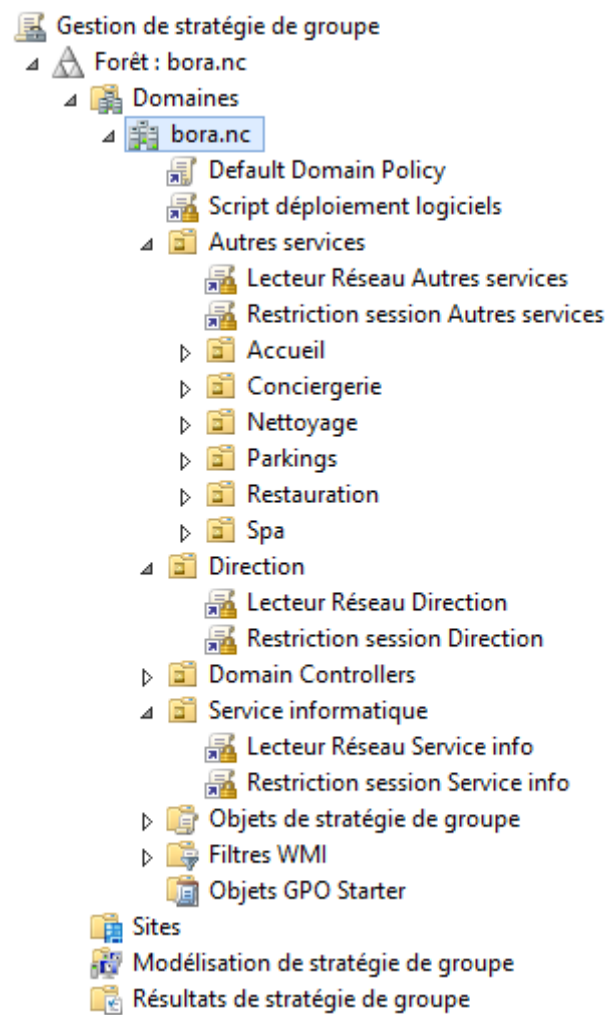 Gestion de stratégie de groupe
Forêt : bora.nc
Domaines
bora.nc
Default Domain Policy
Script déploiement logiciels
Autres services
Lecteur Réseau Autres services
Restriction session Autres services
Accueil
Conciergerie
Nettoyage
Parkings
Restauration
Spa
Direction
Lecteur Réseau Direction
Restriction session Direction
Domain Controllers
Service informatique
Lecteur Réseau Service info
Restriction session Service info
Objets de stratégie de groupe
Filtres WMI
Objets GPO Starter
Sites
Modélisation de stratégie de groupe
Résultats de stratégie de groupe